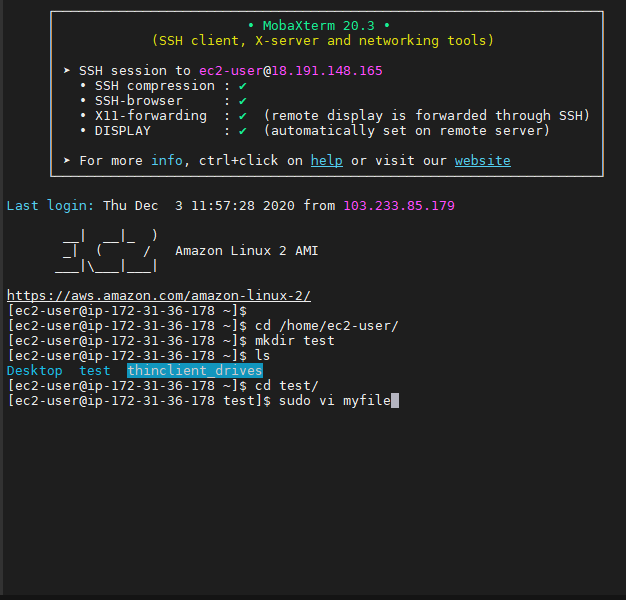 • MobaXterm 20.3 •
(SSH client, X-server and networking tools)
➤ SSH session to ec2-user@18.191.148.165
• SSH compression : ✔
• SSH-browser     : ✔
• X11-forwarding  : ✔  (remote display is forwarded through SSH)
• DISPLAY         : ✔  (automatically set on remote server)
➤ For more info, ctrl+click on help or visit our website
Last login: Thu Dec  3 11:57:28 2020 from 103.233.85.179
       __|  __|_  )
       _|  (     /   Amazon Linux 2 AMI
      ___|\___|___|
https://aws.amazon.com/amazon-linux-2/
[ec2-user@ip-172-31-36-178 ~]$
[ec2-user@ip-172-31-36-178 ~]$ cd /home/ec2-user/
[ec2-user@ip-172-31-36-178 ~]$ mkdir test
[ec2-user@ip-172-31-36-178 ~]$ ls
Desktop  test  thinclient_drives
[ec2-user@ip-172-31-36-178 ~]$ cd test/
[ec2-user@ip-172-31-36-178 test]$ sudo vi myfile